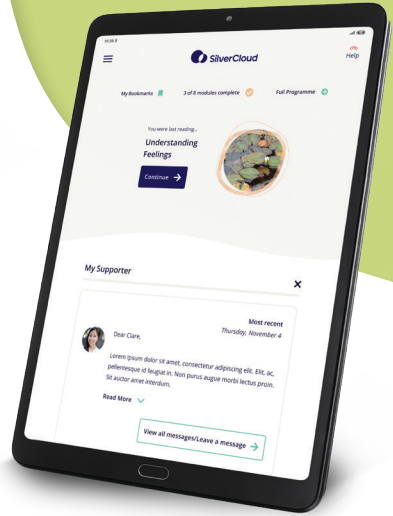 SilverCloud
Help
My Bookmarks
3 of 8 modules complete
Full Programme
You were last reading...
Understanding
Feelings
Continue
My Supporter
Most recent
Thursday, November 4
Dear Clare,
Lorem ipsum dolor sit amet, consectetur adipiscing elit. Elit, ac,
pellentesque id feugiat in. Non purus augue morbi lectus proin.
Sit auctor amet interdum.
Read More
View all messages/Leave a message